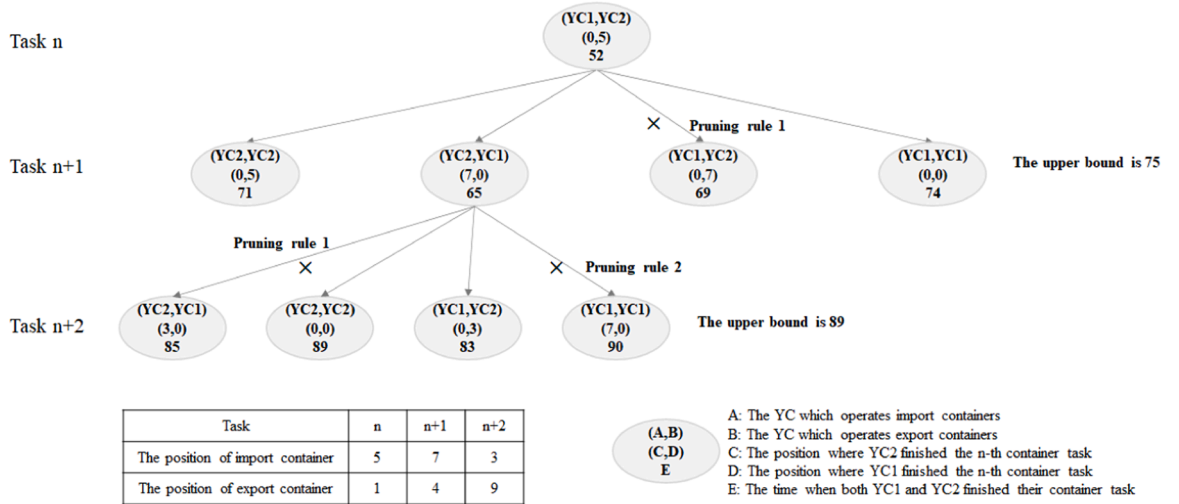 Task n
(YC1,YC2)
(0,5)
52
Pruning rule 1
Task n+1
(YC2,YC2)
(0,5)
71
(YC2,YC1)
(7,0)
65
(YC1,YC2)
(0,7)
69
(YC1,YC1)
(0,0)
74
The upper bound is 75
Pruning rule 1
Pruning rule 2
Task n+2
(YC2,YC1)
(3,0)
85
(YC2,YC2)
(0,0)
89
(YC1,YC2)
(0,3)
83
(YC1,YC1)
(7,0)
90
The upper bound is 89
Task n n+1 n+2
The position of import container 5 7 3
The position of export container 1 4 9
(A,B)
(C,D)
E
A: The YC which operates import containers
B: The YC which operates export containers
C: The position where YC2 finished the n-th container task
D: The position where YC1 finished the n-th container task
E: The time when both YC1 and YC2 finished their container task